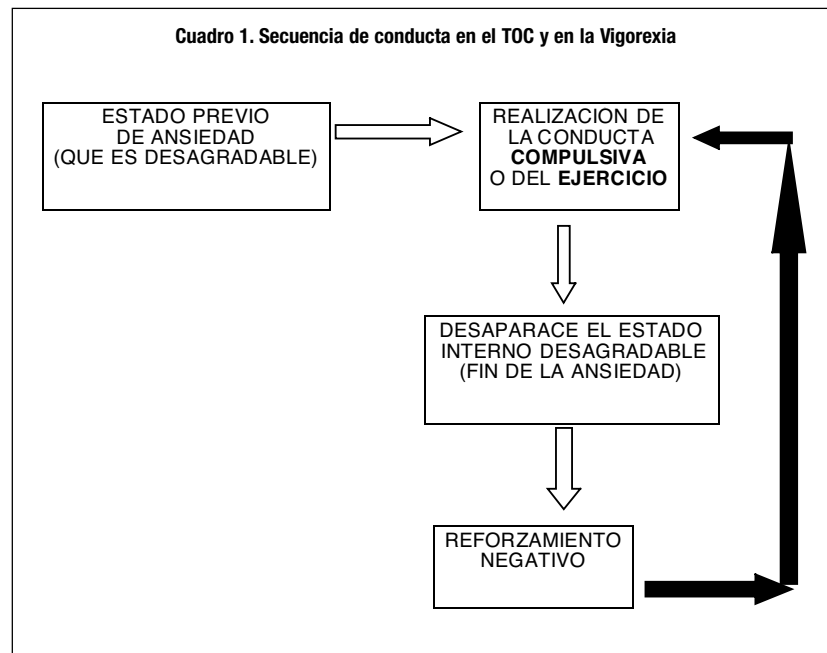 Cuadro 1. Secuencia de conducta en el TOC y en la Vigorexia
ESTADO PREVIO
DE ANSIEDAD
(QUE ES DESAGRADABLE)
REALIZACION DE
LA CONDUCTA
COMPULSIVA
O DEL EJERCICIO
DESAPARACE EL ESTADO
INTERNO DESAGRADABLE
(FIN DE LA ANSIEDAD)
REFORZAMIENTO
NEGATIVO